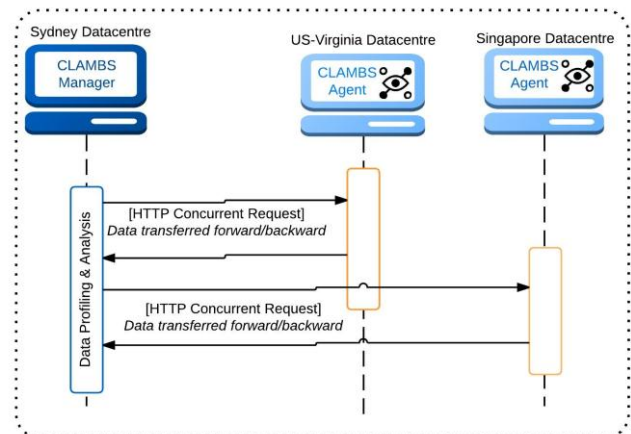 Sydney Datacentre
US-Virginia Datacentre
Singapore Datacentre
CLAMBS
Manager
CLAMBS
Agent
CLAMBS
Agent
Data Profiling & Analysis
[HTTP Concurrent Request]
Data transferred forward/backward
[HTTP Concurrent Request]
Data transferred forward/backward